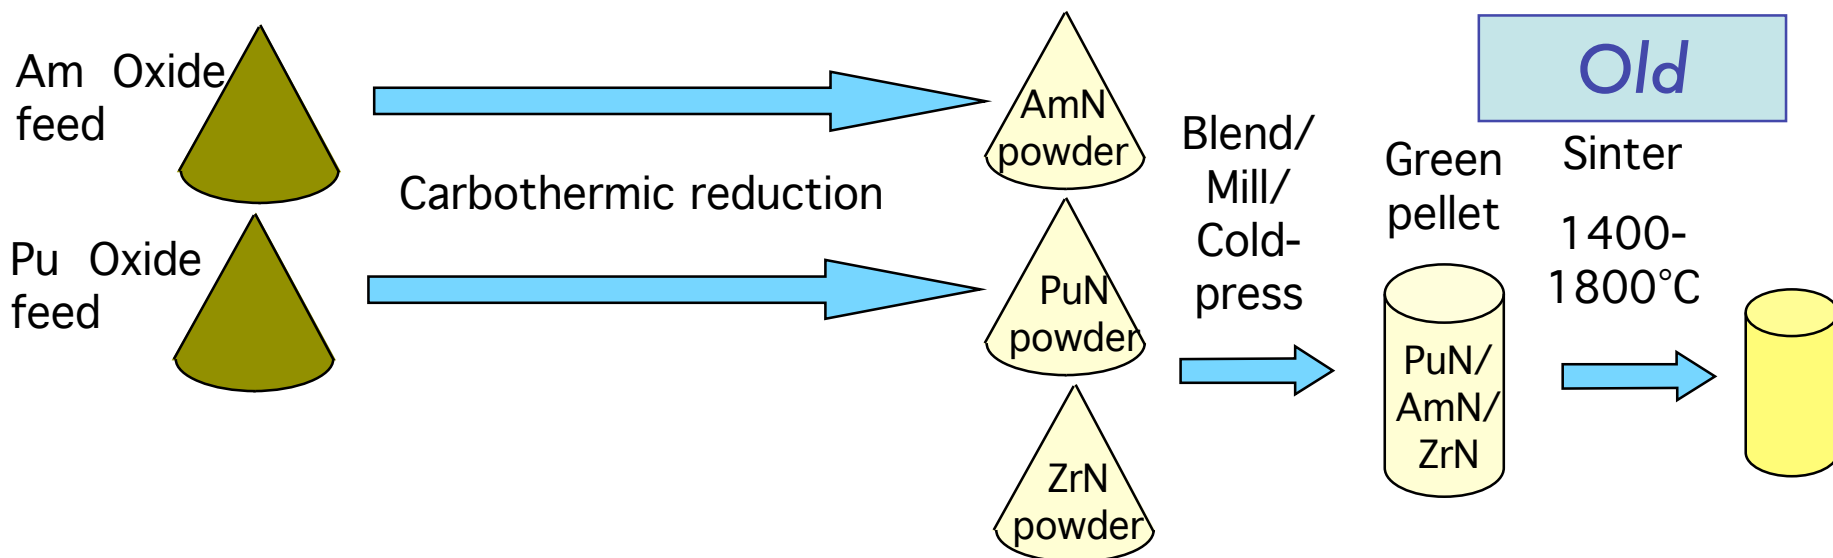 Am Oxide
feed
Pu Oxide
feed
Carbothermic reduction
AmN
powder
PuN
powder
ZrN
powder
Blend/
Mill/
Cold-
press
Green
pellet
PuN/
AmN/
ZrN
Old
Sinter
1400-
1800°C